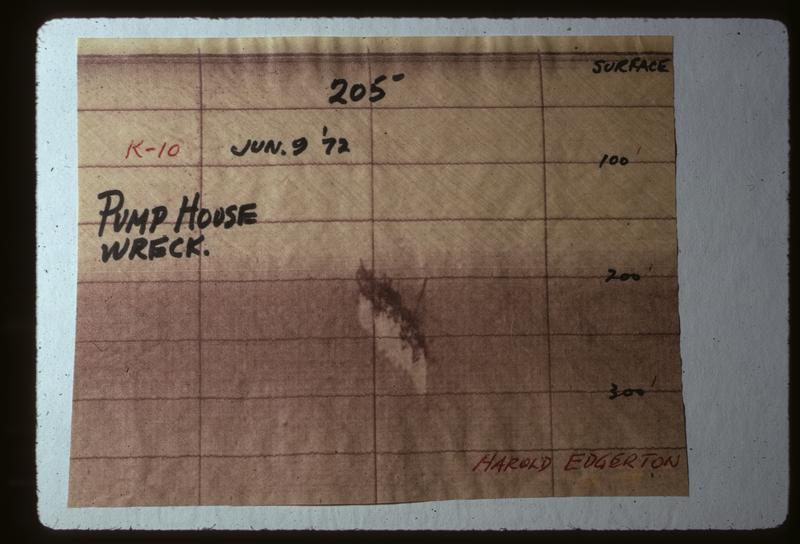 SURFACE
205
K-10
JUN. 9 '72
100'
PUMP HOUSE
WRECK.
200'
300'
HAROLD EDGERTON